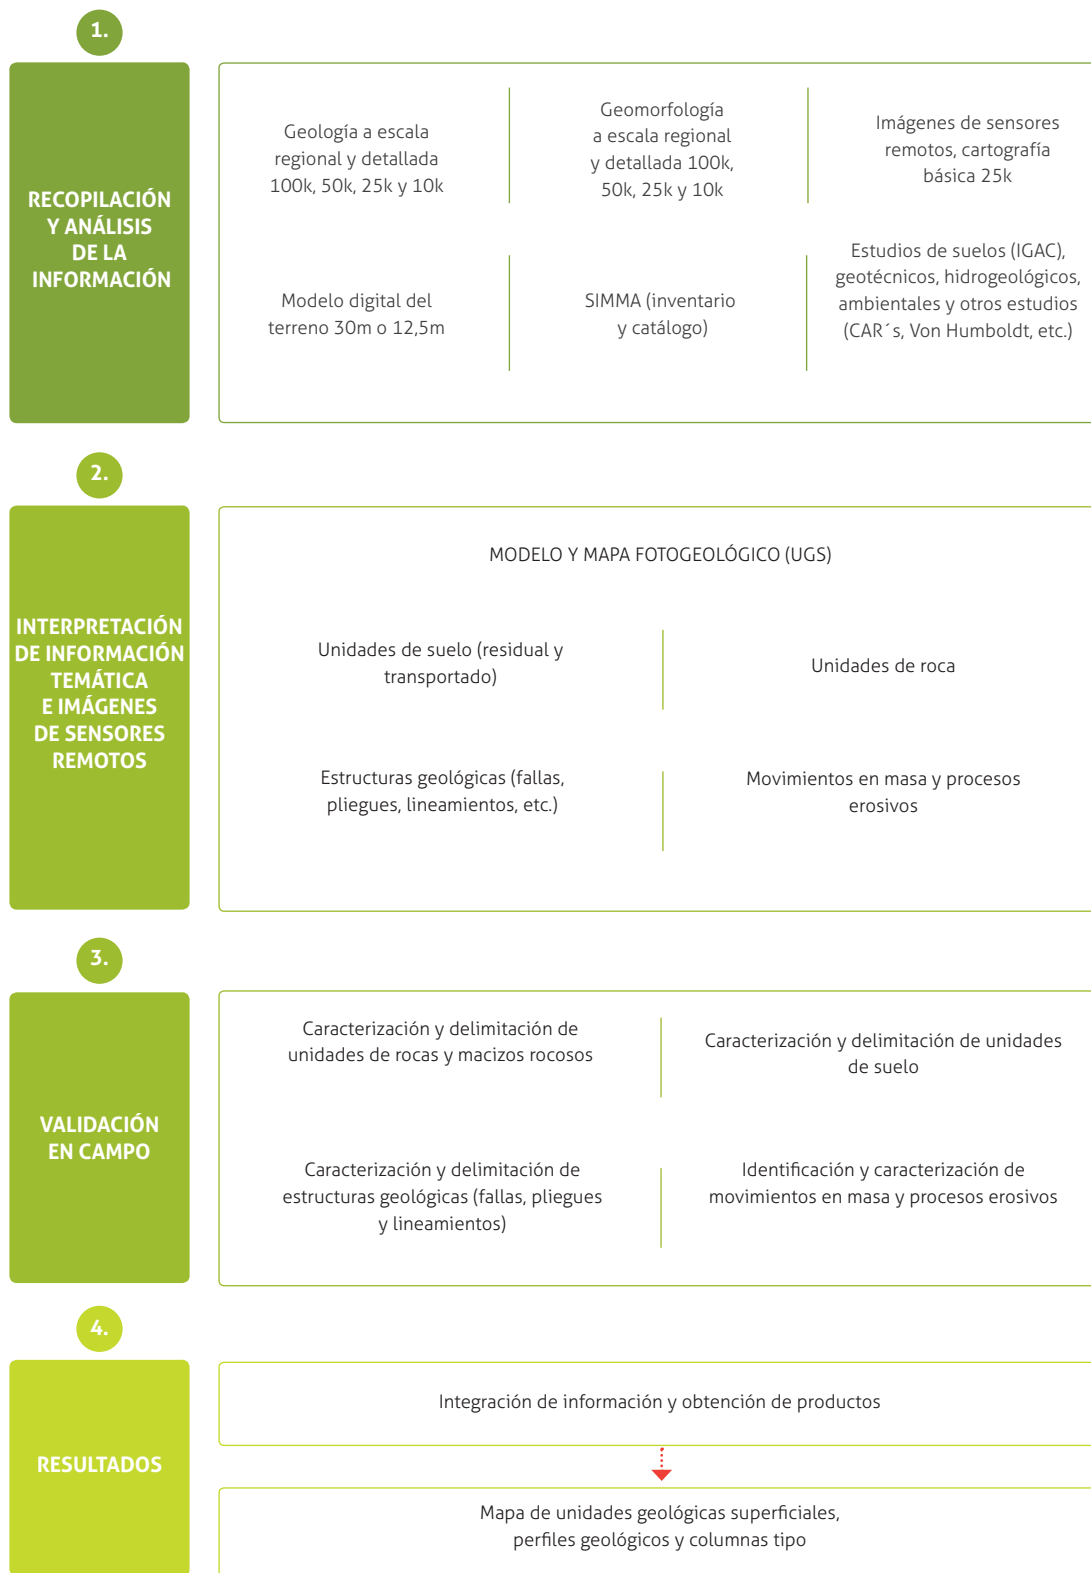 1.
RECOPILACIÓN
Y ANÁLISIS
DE LA
INFORMACIÓN
Geología a escala
regional y detallada
100k, 50k, 25k y 10k
Geomorfología
a escala regional
y detallada 100k,
50k, 25k y 10k
Imágenes de sensores
remotos, cartografía
básica 25k
Modelo digital del
terreno 30m o 12,5m
SIMMA (inventario
y catálogo)
Estudios de suelos (IGAC),
geotécnicos, hidrogeológicos,
ambientales y otros estudios
(CAR´s, Von Humboldt, etc.)
2.
INTERPRETACIÓN
DE INFORMACIÓN
TEMÁTICA
E IMÁGENES
DE SENSORES
REMOTOS
MODELO Y MAPA FOTOGEOLÓGICO (UGS)
Unidades de suelo (residual y
transportado)
Unidades de roca
Estructuras geológicas (fallas,
pliegues, lineamientos, etc.)
Movimientos en masa y procesos
erosivos
3.
VALIDACIÓN
EN CAMPO
Caracterización y delimitación de
unidades de rocas y macizos rocosos
Caracterización y delimitación de unidades
de suelo
Caracterización y delimitación de
estructuras geológicas (fallas, pliegues
y lineamientos)
Identificación y caracterización de
movimientos en masa y procesos erosivos
4.
RESULTADOS
Integración de información y obtención de productos
Mapa de unidades geológicas superficiales,
perfiles geológicos y columnas tipo